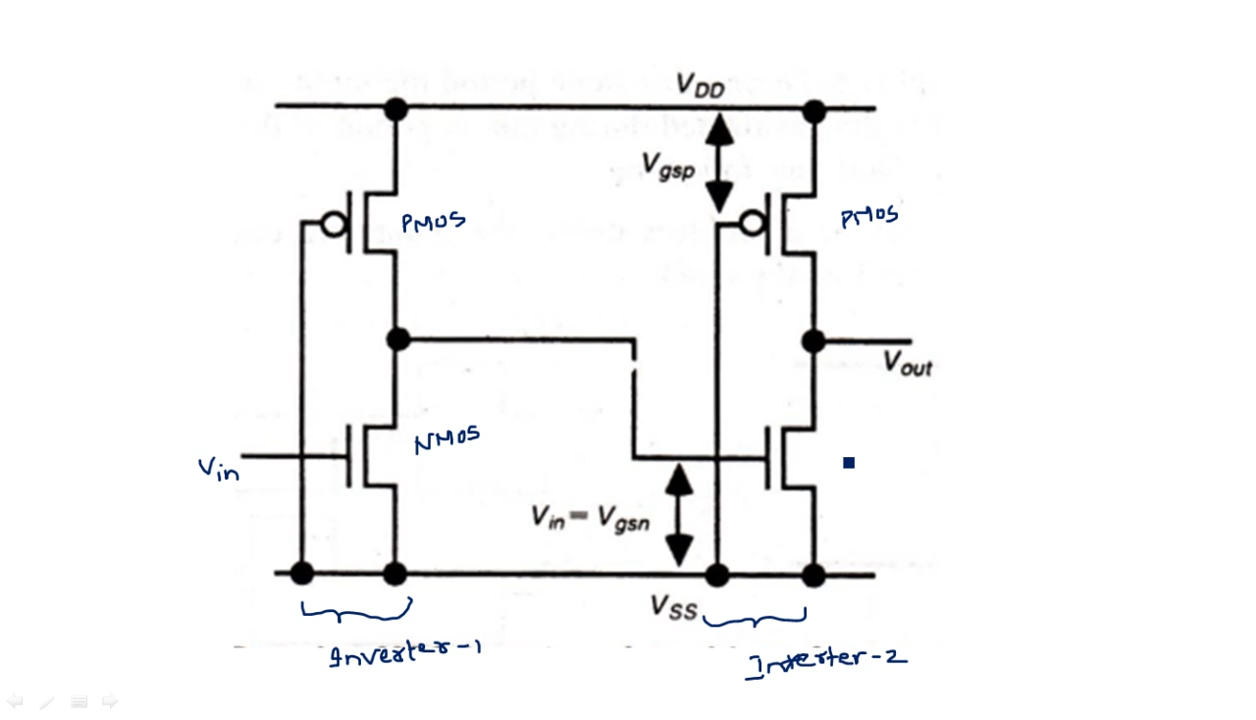 VDD
Vgsp
PMOS
PMOS
Vout
NMOS
Vin
Vin = Vgsn
VSS
Inverter-1
Inverter-2